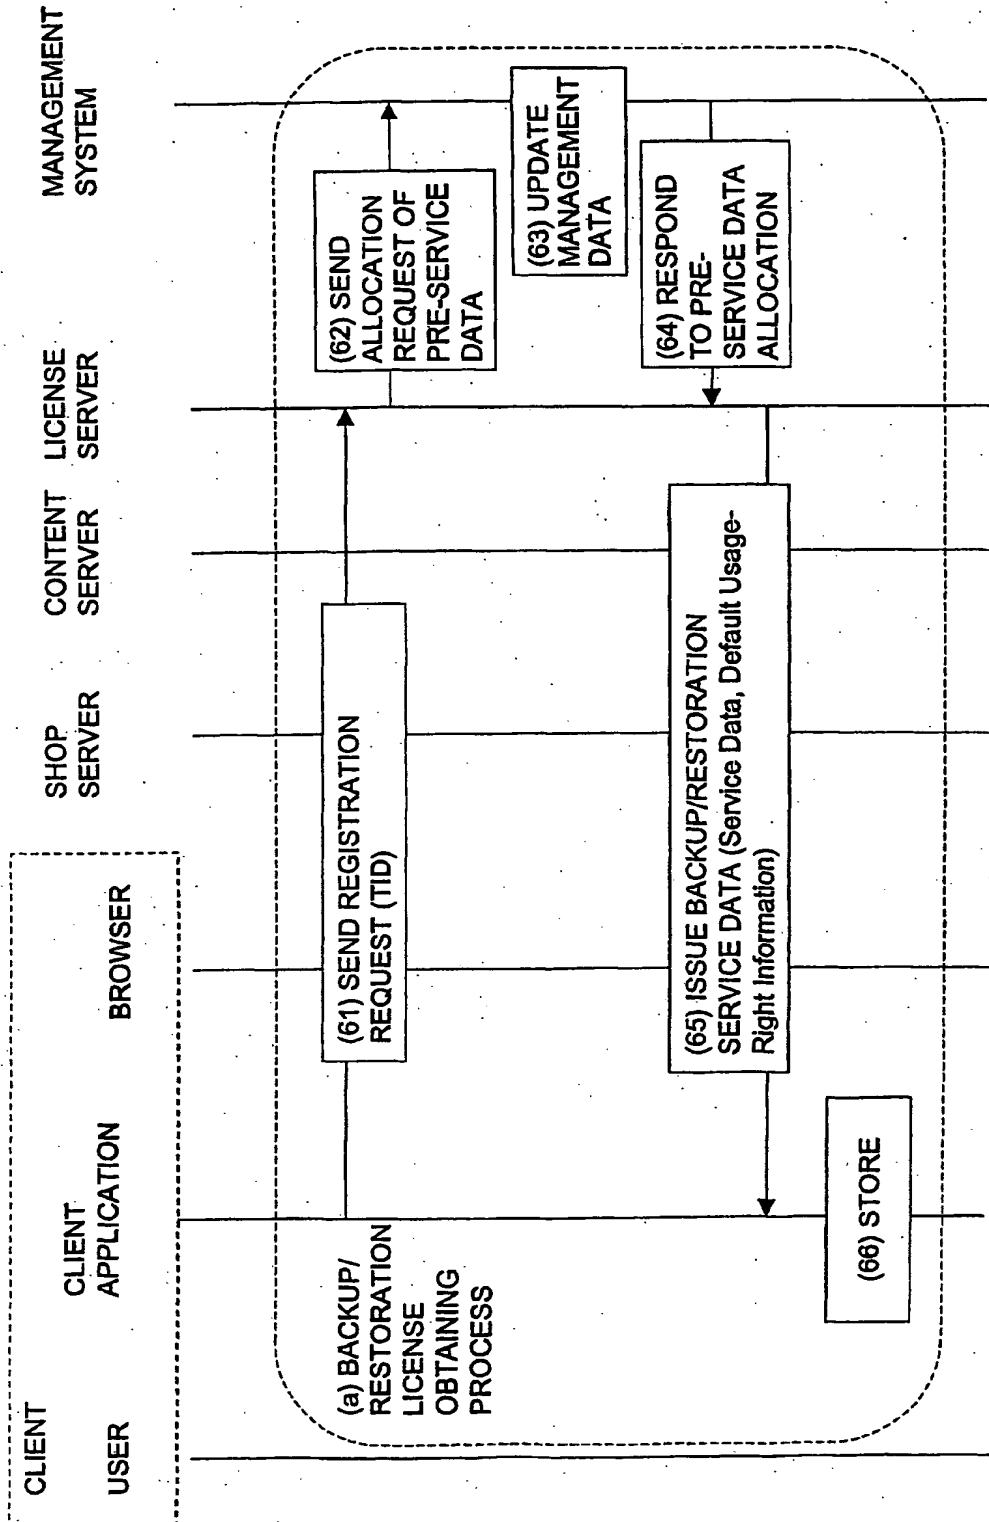 CLIENT
USER
CLIENT
APPLICATION
BROWSER
SHOP
SERVER
CONTENT
SERVER
LICENSE
SERVER
MANAGEMENT
SYSTEM
(a) BACKUP/
RESTORATION
LICENSE
OBTAINING
PROCESS
(61) SEND REGISTRATION
REQUEST (TID)
(62) SEND
ALLOCATION
REQUEST OF
PRE-SERVICE
DATA
(63) UPDATE
MANAGEMENT
DATA
(64) RESPOND
TO PRE-
SERVICE DATA
ALLOCATION
(65) ISSUE BACKUP/RESTORATION
SERVICE DATA (Service Data, Default Usage-
Right Information)
(66) STORE